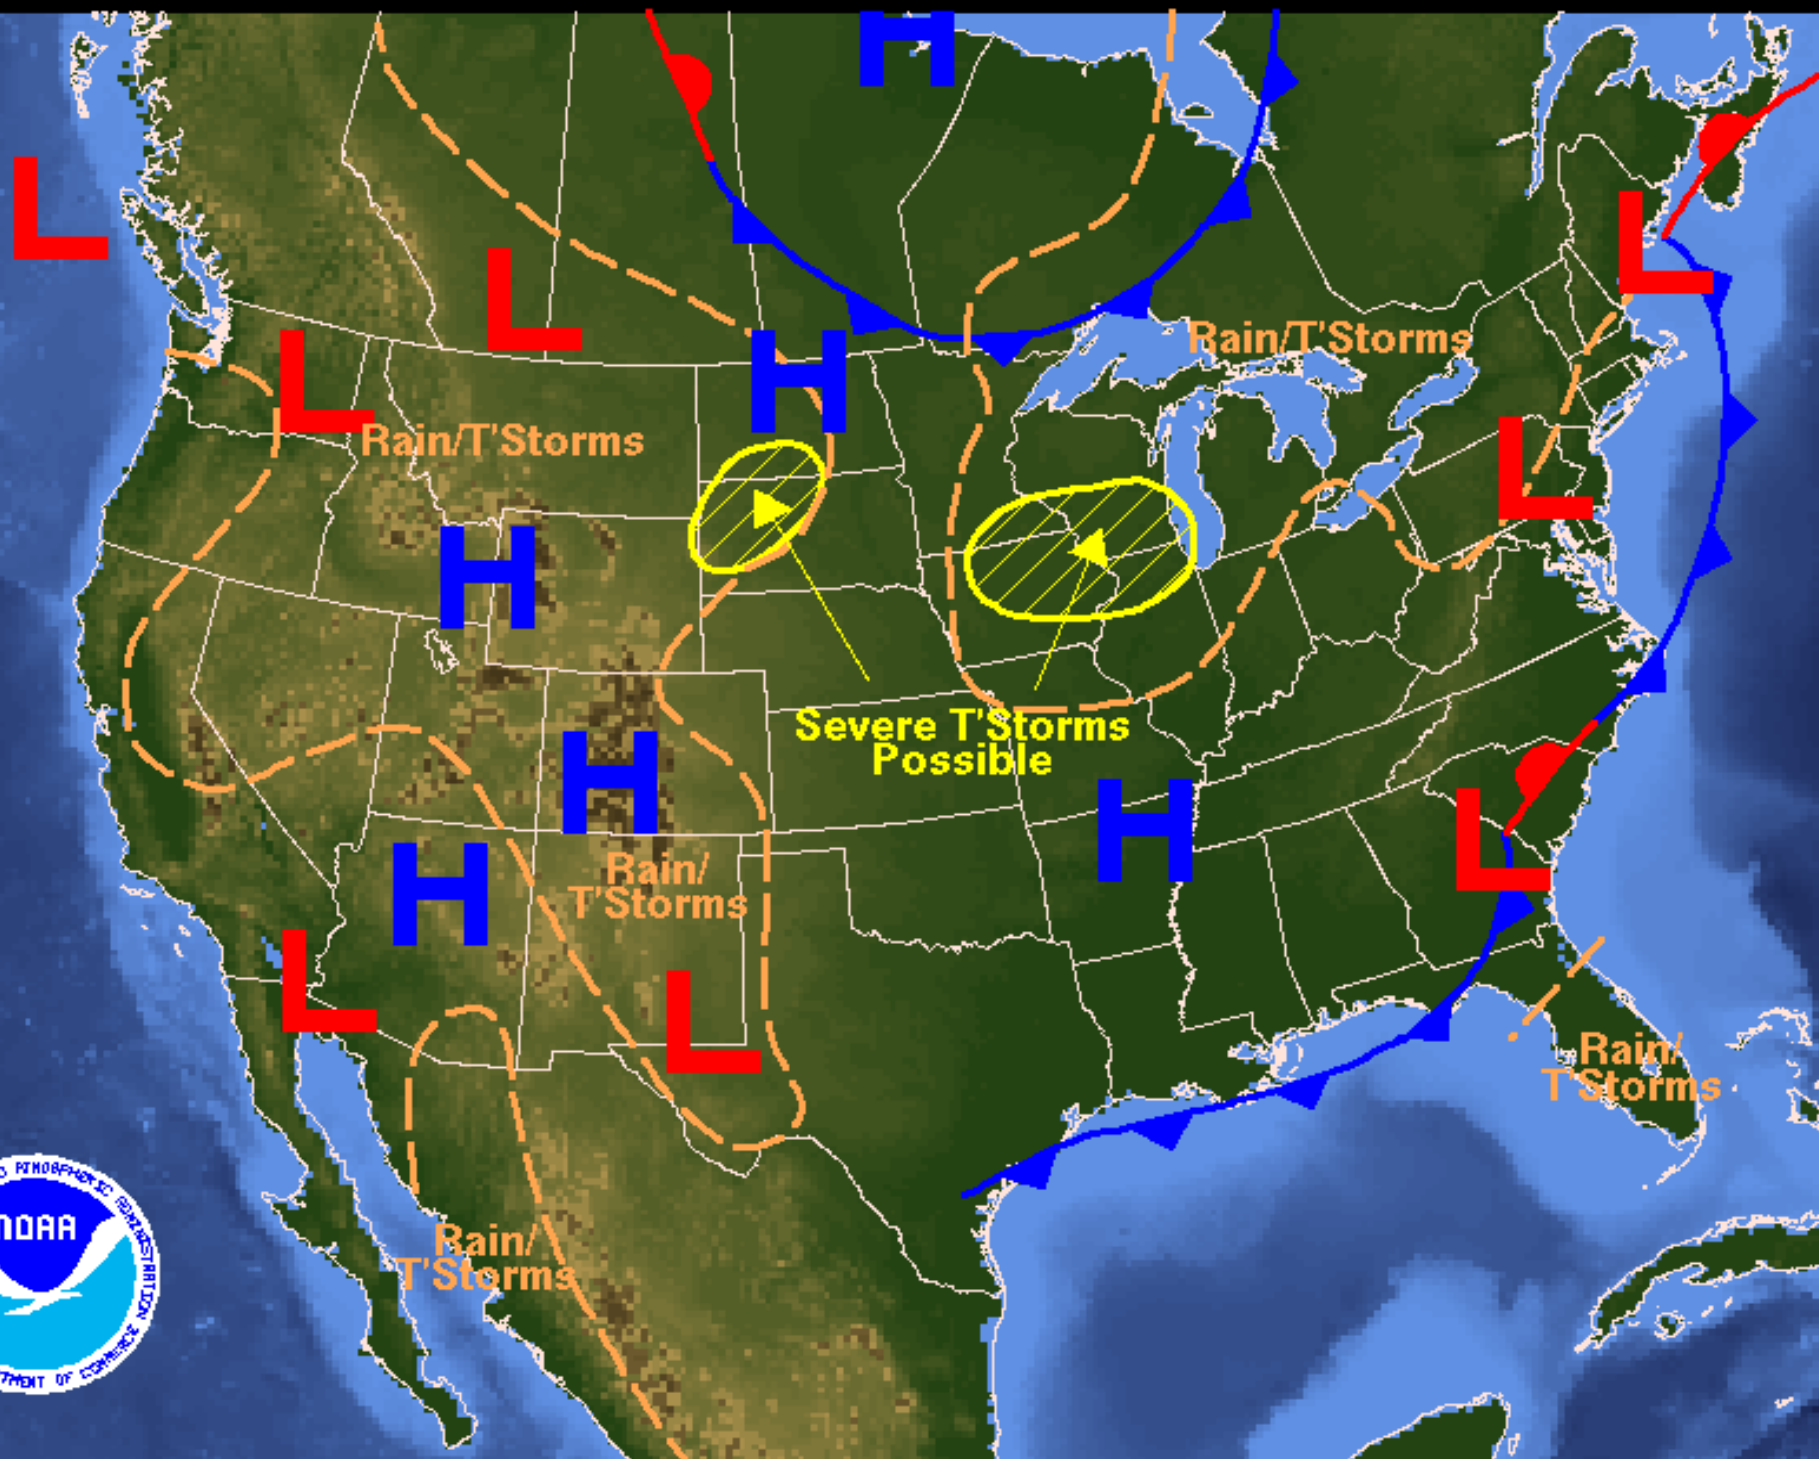 H
L
L
Rain/T'Storms
L
H
L
Rain/T'Storms
L
H
H
Severe T'Storms
Possible
H
L
H
Rain/
T'Storms
L
L
Rain/
T'Storms
NOAA
Rain/
T'Storms